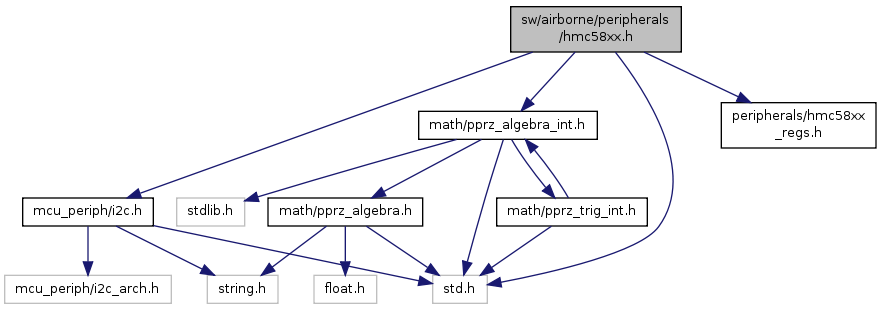 sw/airborne/peripherals
/hmc58xx.h
math/pprz_algebra_int.h
peripherals/hmc58xx
_regs.h
mcu_periph/i2c.h
stdlib.h
math/pprz_algebra.h
math/pprz_trig_int.h
mcu_periph/i2c_arch.h
string.h
float.h
std.h